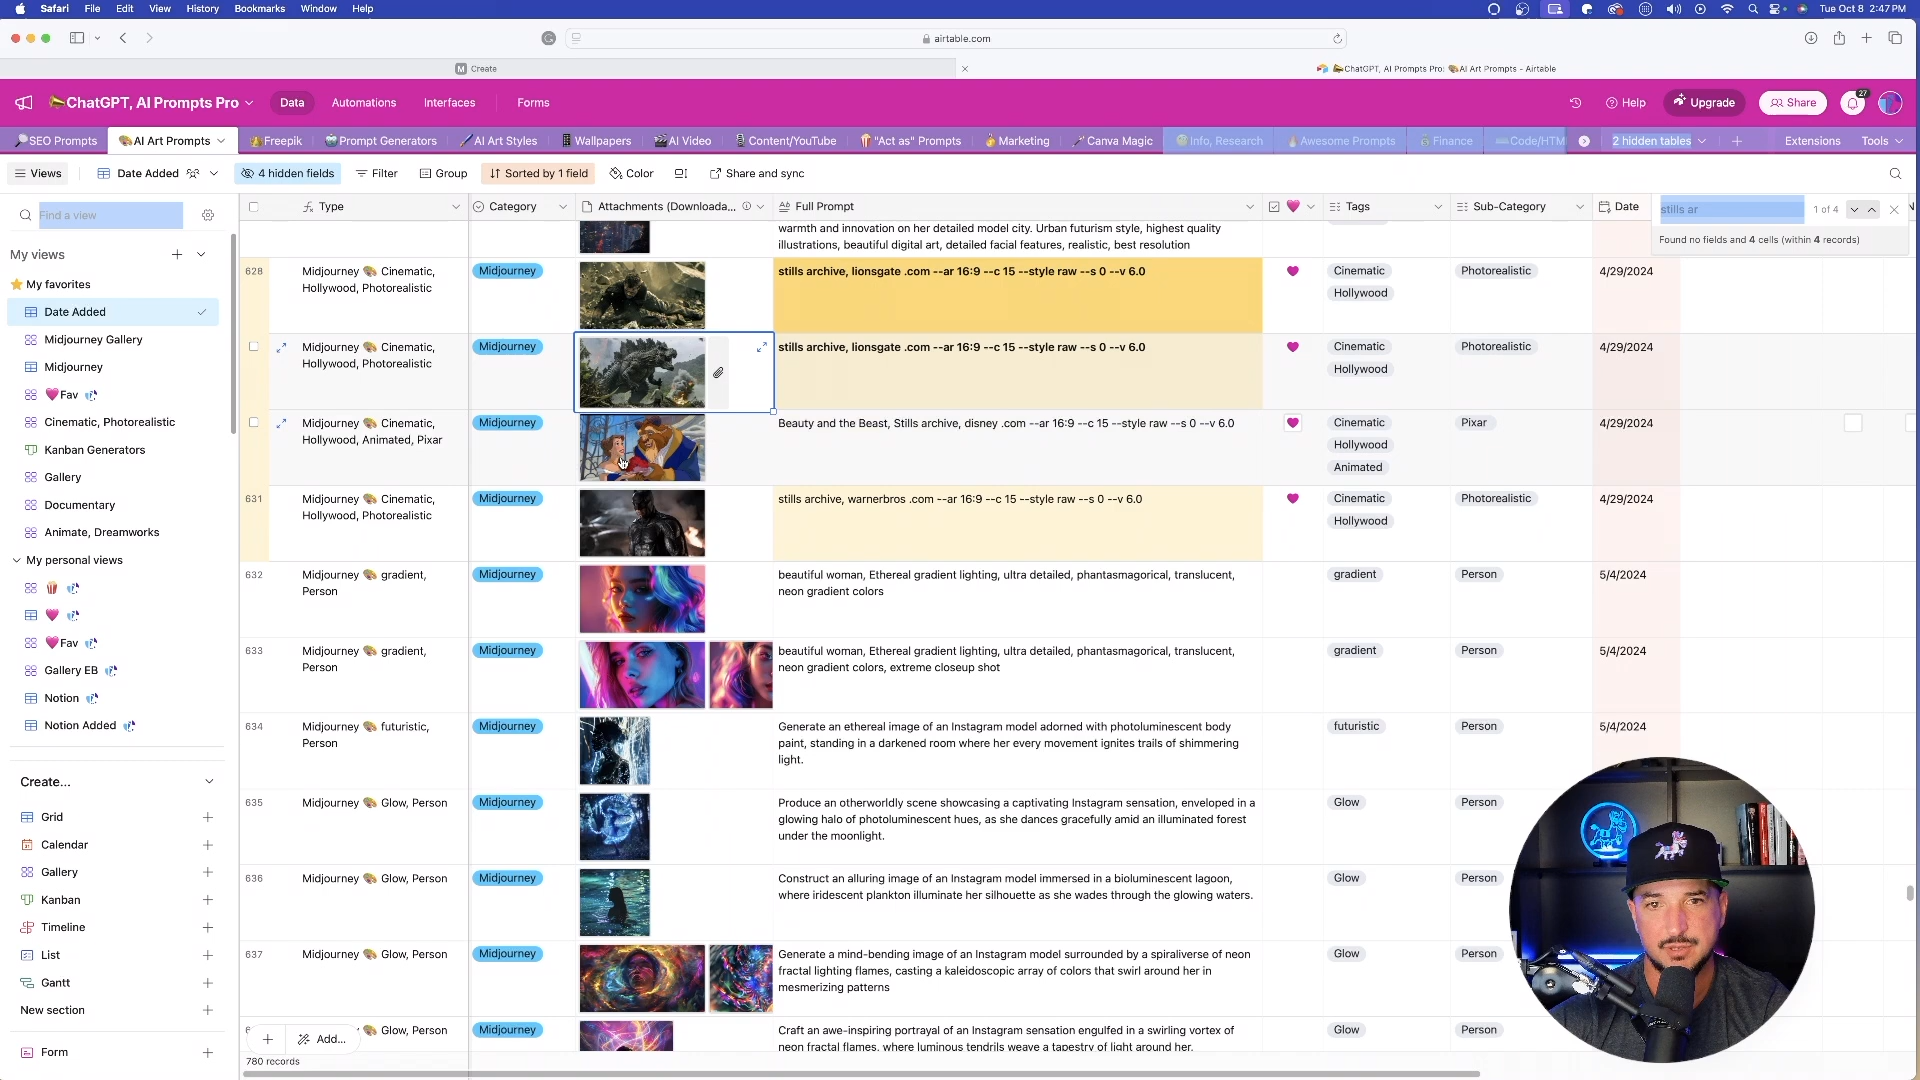 Safari File Edit View History Bookmarks Window Help
Tue Oct 8 2:47 PM
airtable.com
M Create
ChatGPT, AI Prompts Pro: AI Art Prompts - Airtable
ChatGPT, AI Prompts Pro
Data Automations Interfaces Forms
Help Upgrade Share 27
SEO Prompts AI Art Prompts Freepik Prompt Generators AI Art Styles Wallpapers AI Video Content/YouTube "Act as" Prompts Marketing Canva Magic Info, Research Awesome Prompts Finance Code/HTM 2 hidden tables Extensions Tools
Views Date Added 4 hidden fields Filter Group Sorted by 1 field Color Share and sync
Find a view
My views
My favorites
Date Added
Midjourney Gallery
Midjourney
Fav
Cinematic, Photorealistic
Kanban Generators
Gallery
Documentary
Animate, Dreamworks
My personal views
Fav
Gallery EB
Notion
Notion Added
Create...
Grid
Calendar
Gallery
Kanban
Timeline
List
Gantt
New section
Form
Type Category Attachments (Downloada... Full Prompt Tags Sub-Category Date
stills ar 1 of 4
Found no fields and 4 cells (within 4 records)
warmth and innovation on her detailed model city. Urban futurism style, highest quality
illustrations, beautiful digital art, detailed facial features, realistic, best resolution
628 Midjourney Cinematic,
Hollywood, Photorealistic
Midjourney
stills archive, lionsgate .com --ar 16:9 --c 15 --style raw --s 0 --v 6.0
Cinematic
Hollywood
Photorealistic
4/29/2024
Midjourney Cinematic,
Hollywood, Photorealistic
Midjourney
stills archive, lionsgate .com --ar 16:9 --c 15 --style raw --s 0 --v 6.0
Cinematic
Hollywood
Photorealistic
4/29/2024
Midjourney Cinematic,
Hollywood, Animated, Pixar
Midjourney
Beauty and the Beast, Stills archive, disney .com --ar 16:9 --c 15 --style raw --s 0 --v 6.0
Cinematic
Hollywood
Animated
Pixar
4/29/2024
631 Midjourney Cinematic,
Hollywood, Photorealistic
Midjourney
stills archive, warnerbros .com --ar 16:9 --c 15 --style raw --s 0 --v 6.0
Cinematic
Hollywood
Photorealistic
4/29/2024
632 Midjourney gradient,
Person
Midjourney
beautiful woman, Ethereal gradient lighting, ultra detailed, phantasmagorical, translucent,
neon gradient colors
gradient
Person
5/4/2024
633 Midjourney gradient,
Person
Midjourney
beautiful woman, Ethereal gradient lighting, ultra detailed, phantasmagorical, translucent,
neon gradient colors, extreme closeup shot
gradient
Person
5/4/2024
634 Midjourney futuristic,
Person
Midjourney
Generate an ethereal image of an Instagram model adorned with photoluminescent body
paint, standing in a darkened room where her every movement ignites trails of shimmering
light.
futuristic
Person
5/4/2024
635 Midjourney Glow, Person
Midjourney
Produce an otherworldly scene showcasing a captivating Instagram sensation, enveloped in a
glowing halo of photoluminescent hues, as she dances gracefully amid an illuminated forest
under the moonlight.
Glow
Person
636 Midjourney Glow, Person
Midjourney
Construct an alluring image of an Instagram model immersed in a bioluminescent lagoon,
where iridescent plankton illuminate her silhouette as she wades through the glowing waters.
Glow
Person
637 Midjourney Glow, Person
Midjourney
Generate a mind-bending image of an Instagram model surrounded by a spiraliverse of neon
fractal lighting flames, casting a kaleidoscopic array of colors that swirl around her in
mesmerizing patterns
Glow
Person
Glow, Person
Midjourney
Craft an awe-inspiring portrayal of an Instagram sensation engulfed in a swirling vortex of
neon fractal flames, where luminous tendrils weave a tapestry of light around her.
Glow
Person
Add...
780 records